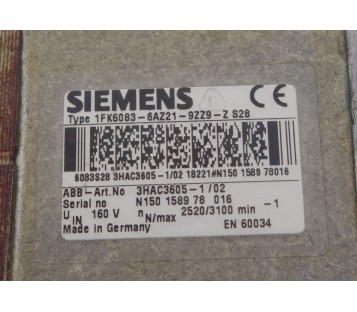 SIEMENS CE
Type 1FK6083-6AZ21-9ZZ9-Z S28
6083S28 3HAC3605-1/02 18221#N150 1589 78016
ABB-Art.No 3HAC3605-1/02
Serial no N150 1589 78 016
U IN 160 V n N/max 2520/3100 min -1
Made in Germany EN 60034